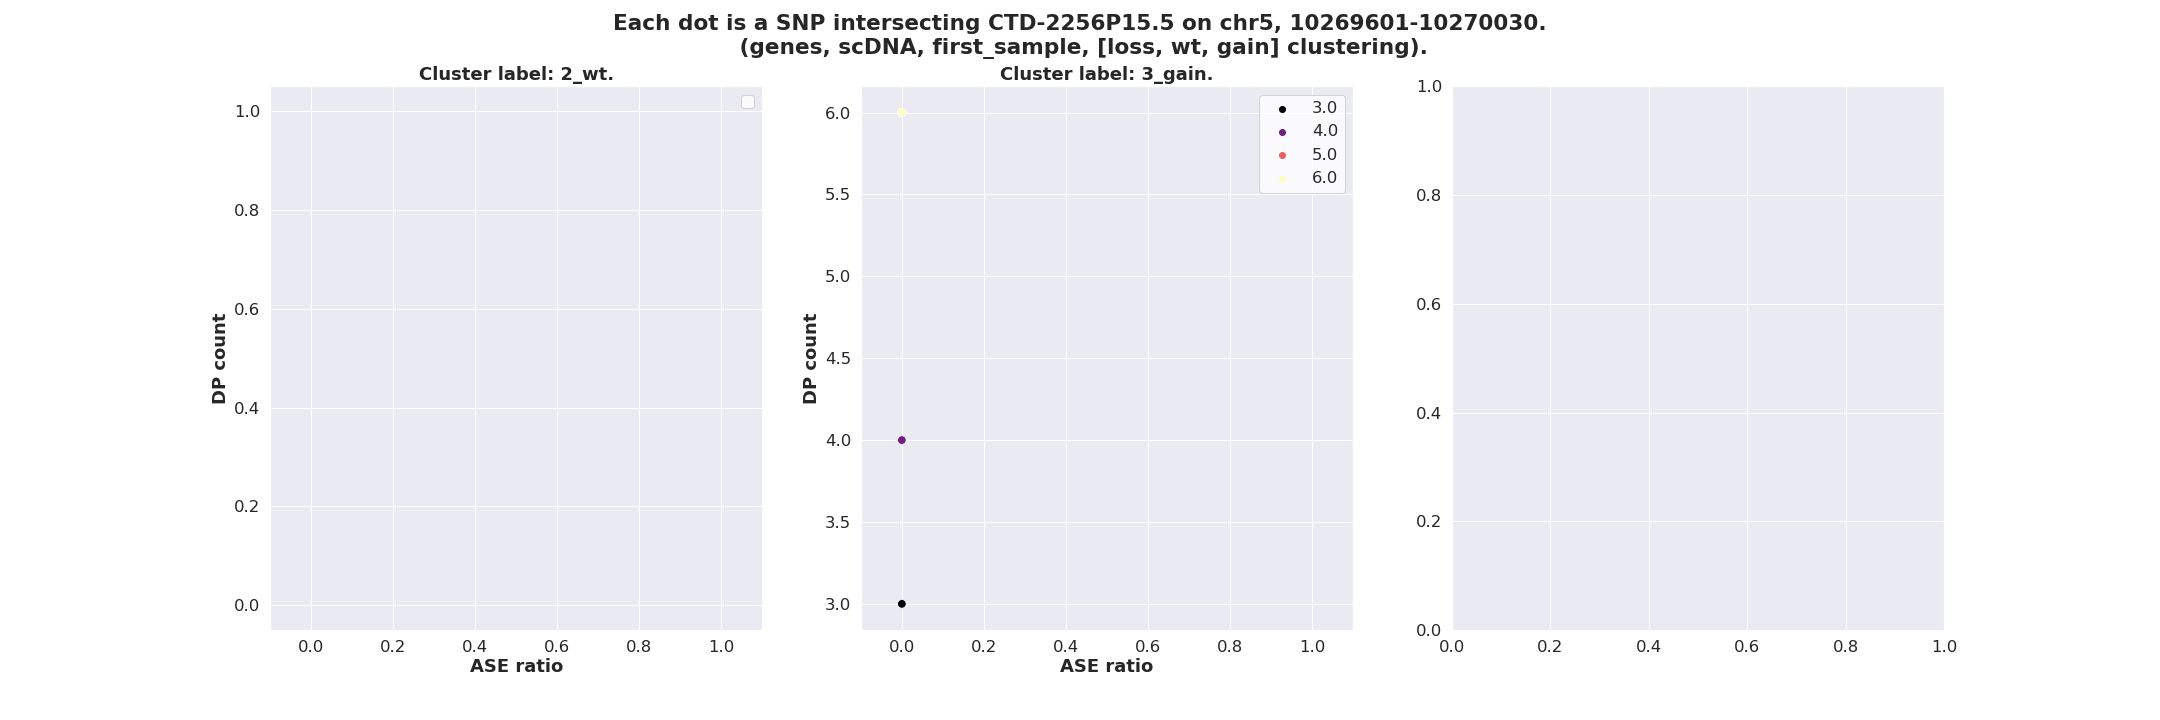 Each dot is a SNP intersecting CTD-2256P15.5 on chr5, 10269601-10270030.
(genes, scDNA, first_sample, [loss, wt, gain] clustering).
Cluster label: 2_wt.
1.0
0.8
0.6
0.4
0.2
0.0
DP count
0.0 0.2 0.4 0.6 0.8 1.0
ASE ratio
Cluster label: 3_gain.
6.0
5.5
5.0
4.5
4.0
3.5
3.0
DP count
3.0
4.0
5.0
6.0
0.0 0.2 0.4 0.6 0.8 1.0
ASE ratio
1.0
0.8
0.6
0.4
0.2
0.0
0.0 0.2 0.4 0.6 0.8 1.0